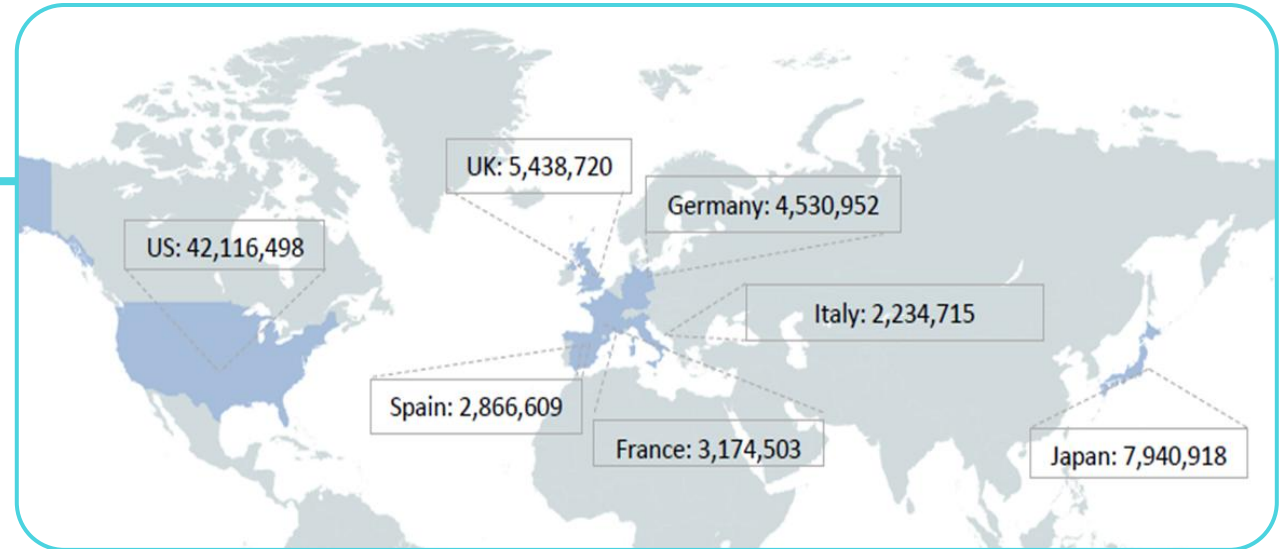 UK: 5,438,720
Germany: 4,530,952
US: 42,116,498
Italy: 2,234,715
Spain: 2,866,609
France: 3,174,503
Japan: 7,940,918